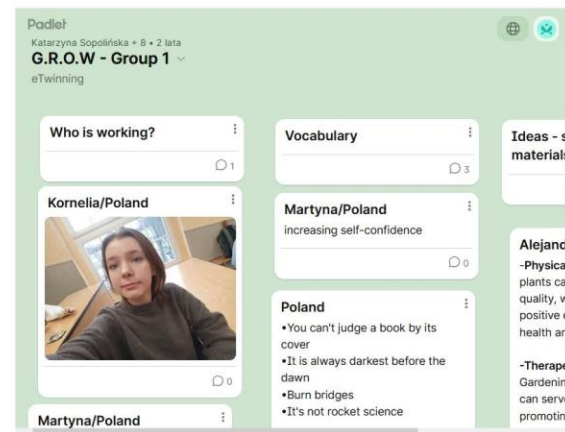 Padlet
Katarzyna Sopolińska + 8 • 2 lata
G.R.O.W - Group 1
eTwinning
Who is working?
1
Kornelia/Poland
0
Martyna/Poland
Vocabulary
3
Martyna/Poland
increasing self-confidence
0
Poland
•You can't judge a book by its
cover
•It is always darkest before the
dawn
•Burn bridges
•It's not rocket science
Ideas -
Gardenin
can serv
promotin
-Physica
plants ca
quality, w
positive e
health an